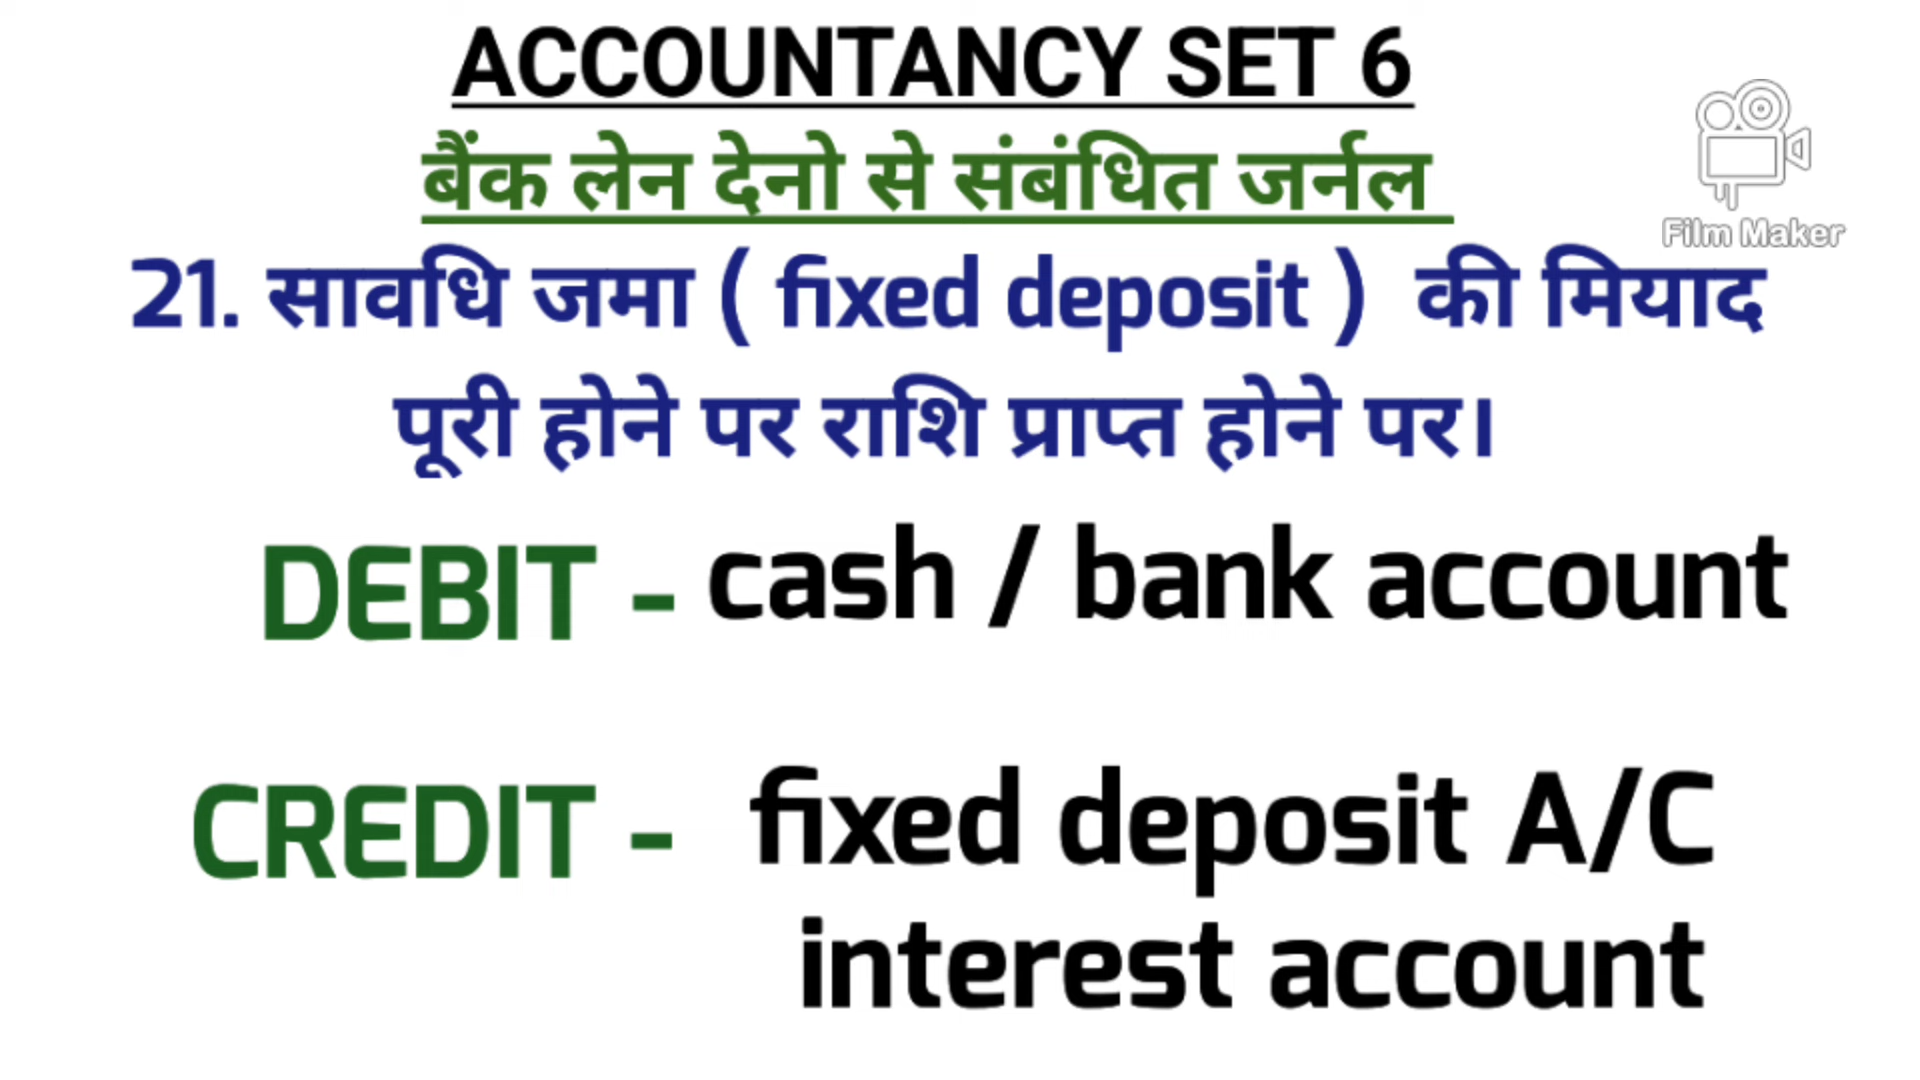 ACCOUNTANCY SET 6
बैंक लेन देनो से संबंधित जर्नल
Film Maker
21. सावधि जमा ( fixed deposit ) की मियाद
पूरी होने पर राशि प्राप्त होने पर।
DEBIT - cash / bank account
CREDIT - fixed deposit A/C
interest account